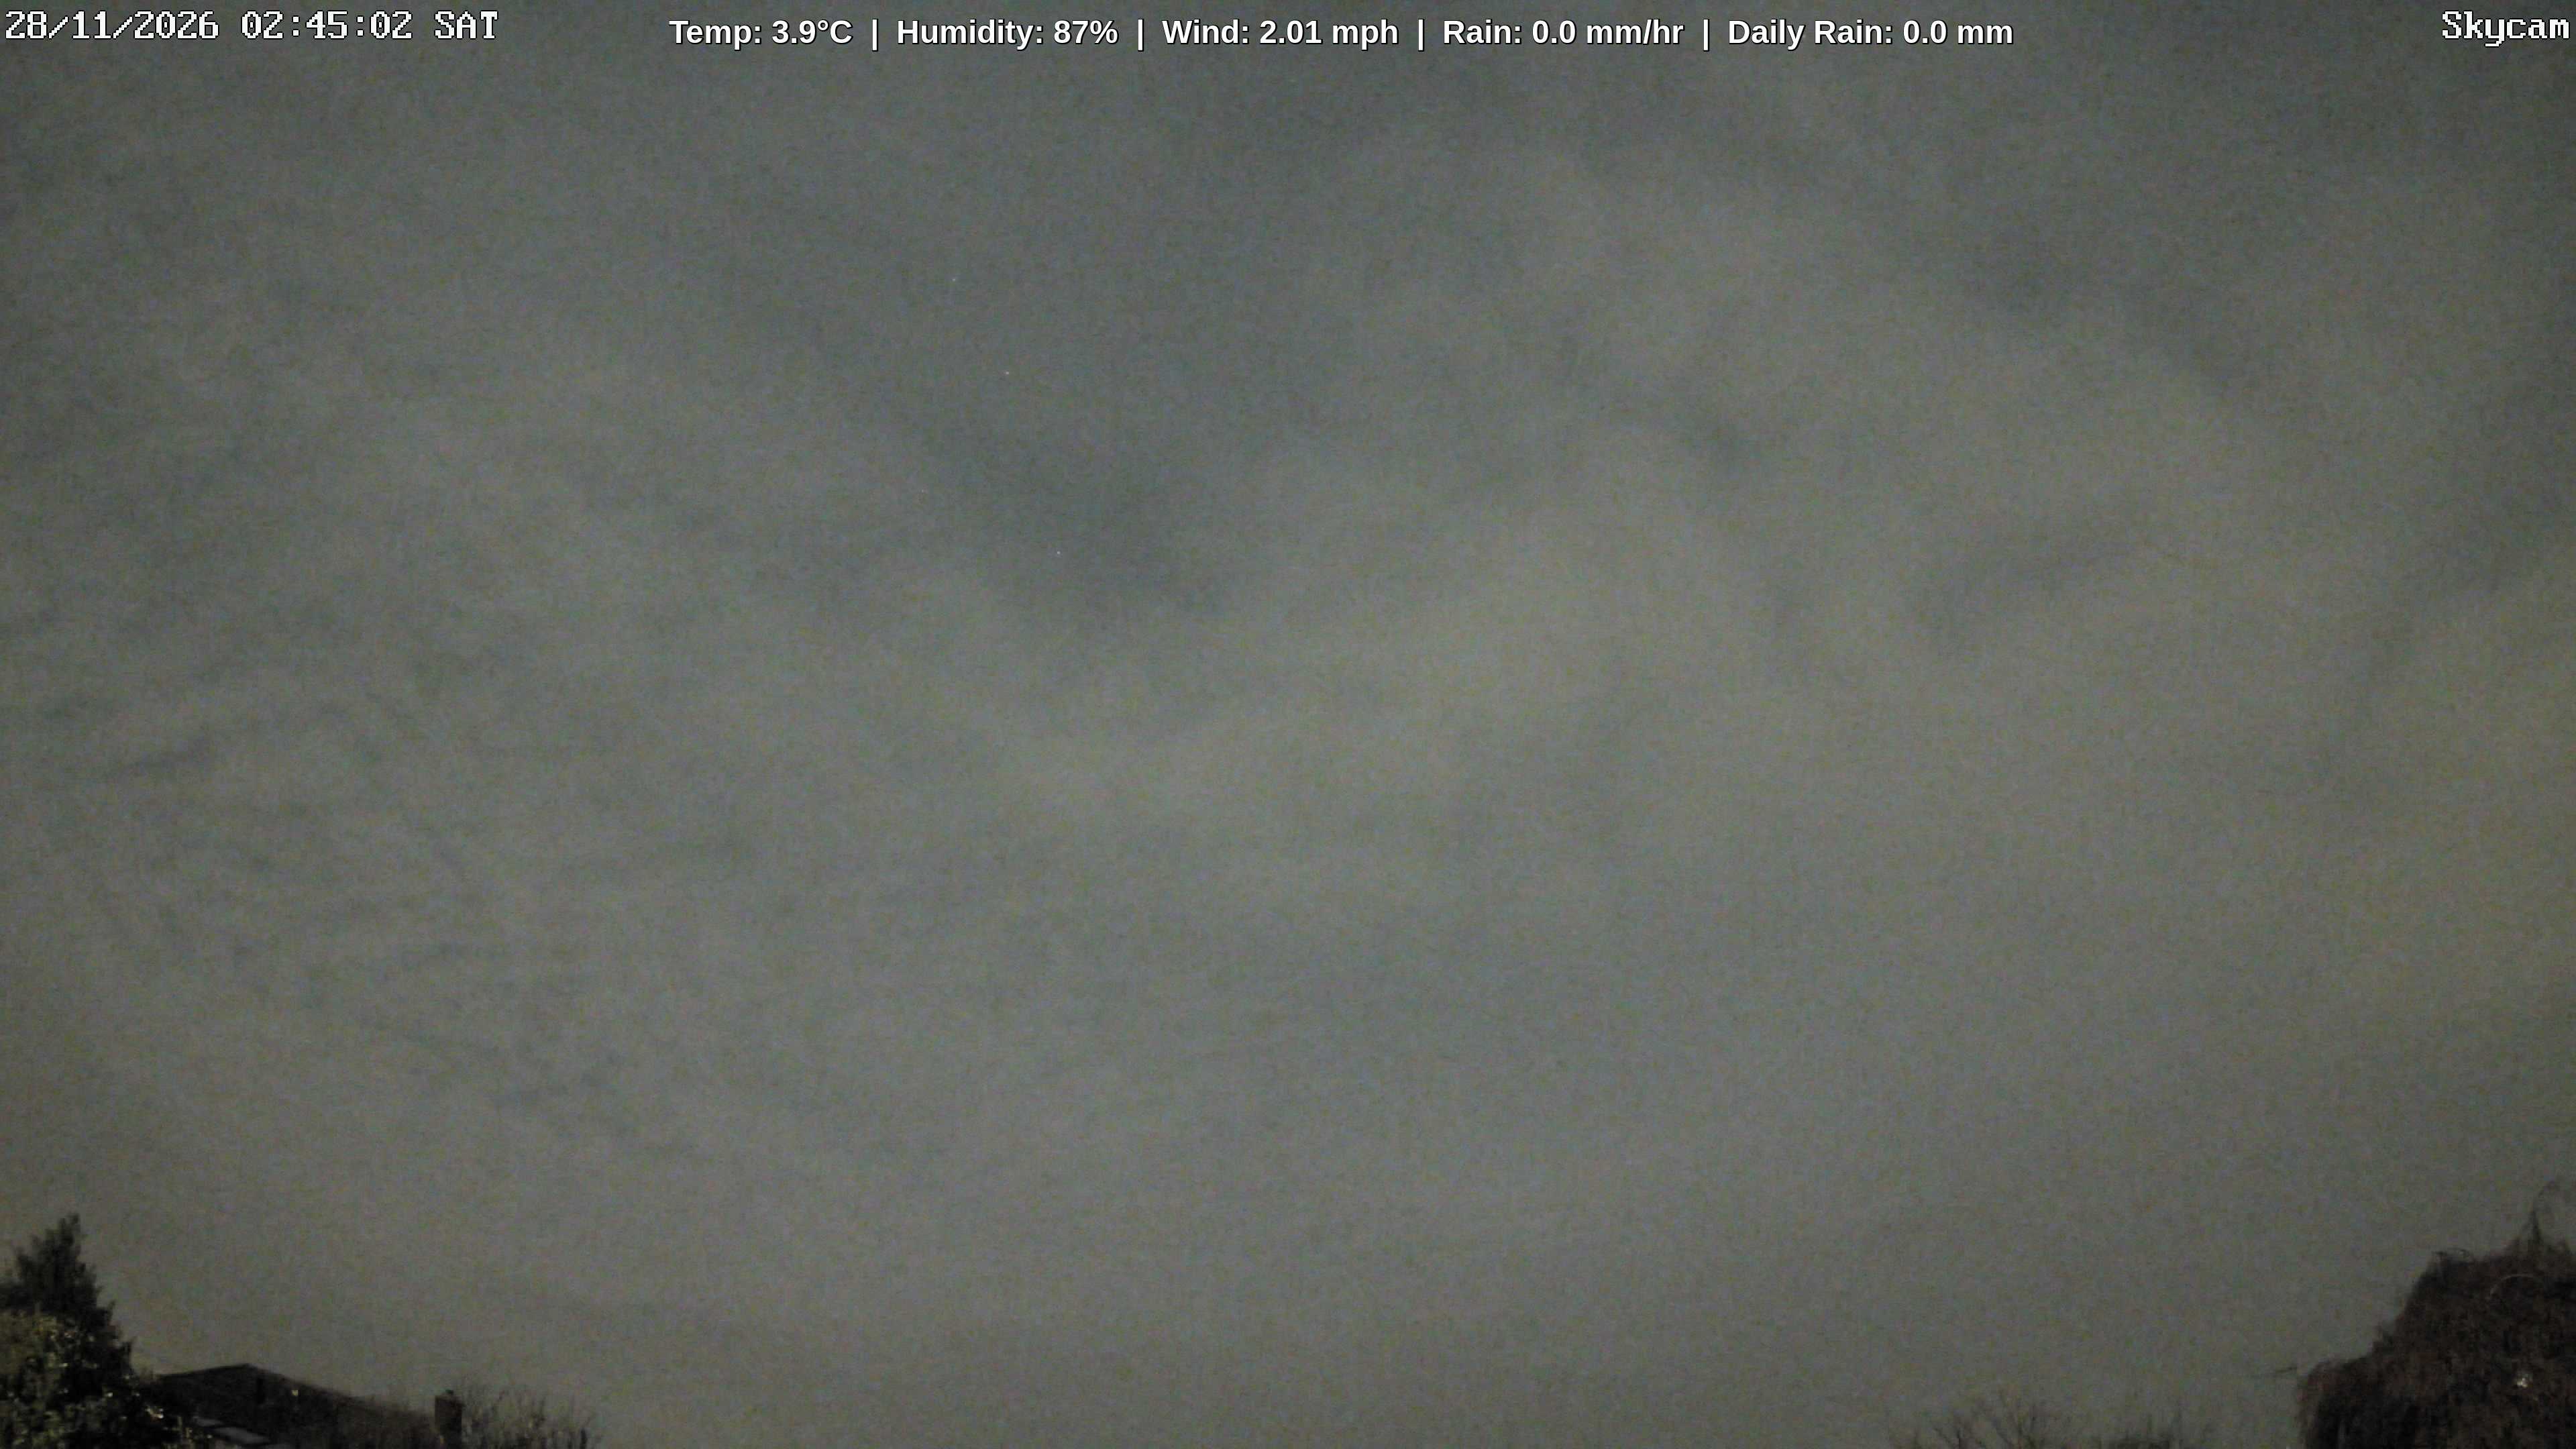 28/11/2026 02:45:02 SAT
Temp: 3.9°C | Humidity: 87% | Wind: 2.01 mph | Rain: 0.0 mm/hr | Daily Rain: 0.0 mm
Skycam